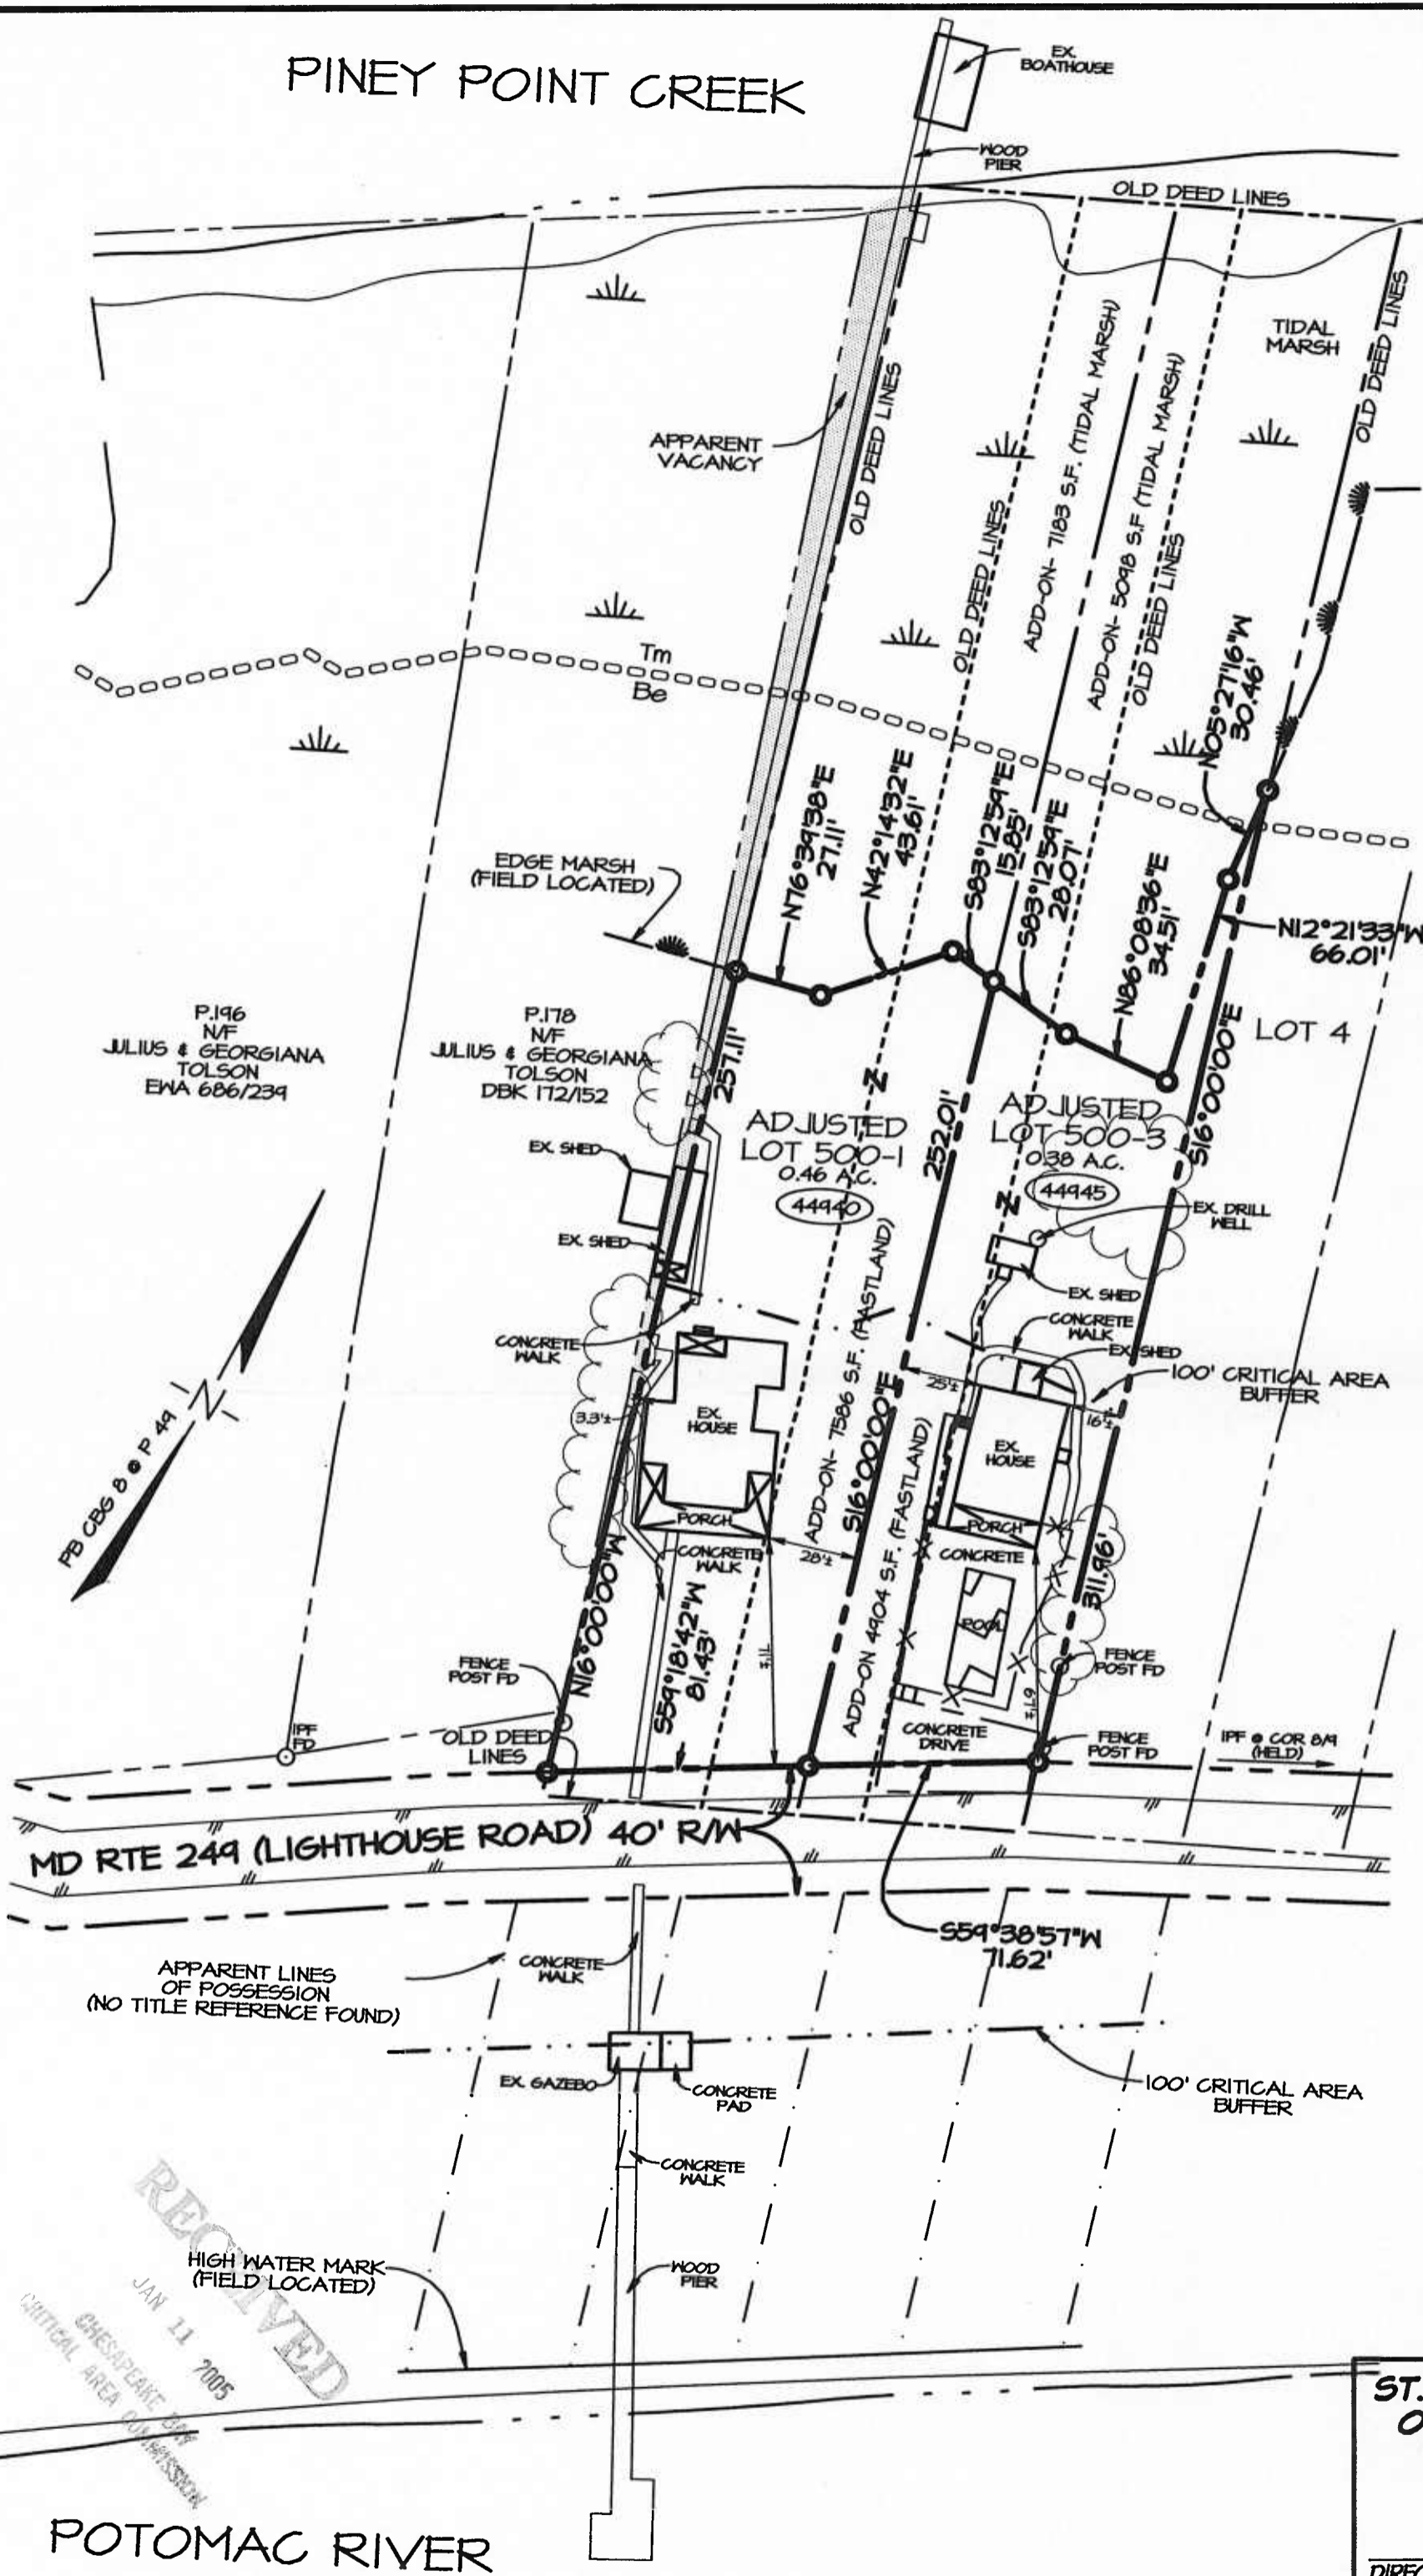 PINEY POINT CREEK
EX.
BOATHOUSE
WOOD
PIER
OLD DEED LINES
TIDAL
MARSH
OLD DEED LINES
APPARENT
VACANCY
OLD DEED LINES
OLD DEED LINES
ADD-ON- 7183 S.F. (TIDAL MARSH)
ADD-ON- 5098 S.F (TIDAL MARSH)
OLD DEED LINES
Tm
Be
N05°27'16"W
30.46'
N76°39'38"E
27.11'
N42°14'32"E
43.61'
S83°12'59"E
15.85'
S83°12'59"E
28.07'
N86°08'36"E
34.51'
N12°21'33"W
66.01'
EDGE MARSH
(FIELD LOCATED)
P.196
N/F
JULIUS & GEORGIANA
TOLSON
EWA 686/239
P.178
N/F
JULIUS & GEORGIANA
TOLSON
DBK 172/152
257.11'
252.01'
S16°00'00"E
LOT 4
Z
ADJUSTED
LOT 500-1
0.46 A.C.
44940
ADJUSTED
LOT 500-3
0.38 A.C.
44945
Z
EX. SHED
EX. SHED
EX. DRILL
WELL
EX. SHED
CONCRETE
WALK
CONCRETE
WALK
EX. SHED
100' CRITICAL AREA
BUFFER
25'±
16'±
3.3'±
EX.
HOUSE
EX.
HOUSE
PB CBG 8 @ P 49
N
ADD-ON- 7586 S.F. (FASTLAND)
S16°00'00"E
ADD-ON 4904 S.F. (FASTLAND)
PORCH
PORCH
CONCRETE
WALK
28'±
CONCRETE
POOL
311.96'
N16°00'00"W
S59°18'42"W
81.43'
71'±
67'±
FENCE
POST FD
FENCE
POST FD
IPF
FD
OLD DEED
LINES
CONCRETE
DRIVE
FENCE
POST FD
IPF @ COR 8/9
(HELD)
MD RTE 249 (LIGHTHOUSE ROAD) 40' R/W
S59°38'57"W
71.62'
APPARENT LINES
OF POSSESSION
(NO TITLE REFERENCE FOUND)
CONCRETE
WALK
EX. GAZEBO
CONCRETE
PAD
100' CRITICAL AREA
BUFFER
CONCRETE
WALK
HIGH WATER MARK
(FIELD LOCATED)
WOOD
PIER
RECEIVED
JAN 11 2005
CHESAPEAKE BAY
CRITICAL AREA COMMISSION
POTOMAC RIVER
ST.
O
DIREC